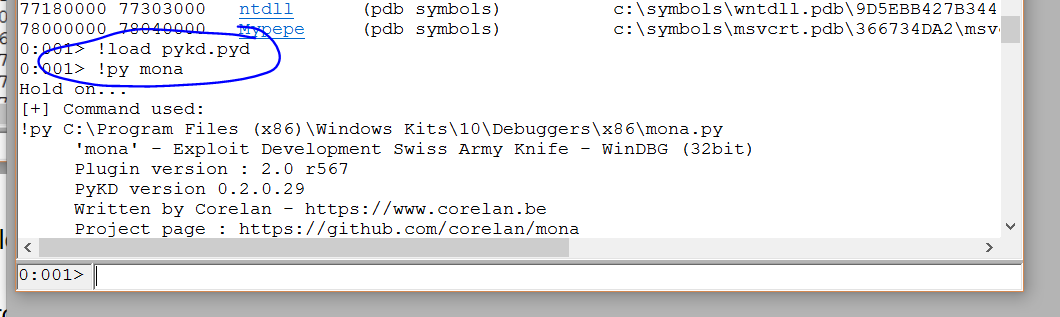 77180000 77303000 ntdll (pdb symbols) c:\symbols\wntdll.pdb\9D5EBB427B344
78000000 78040000 Mypepe (pdb symbols) c:\symbols\msvcrt.pdb\366734DA2\msv
0:001> !load pykd.pyd
0:001> !py mona
Hold on...
[+] Command used:
!py C:\Program Files (x86)\Windows Kits\10\Debuggers\x86\mona.py
'mona' - Exploit Development Swiss Army Knife - WinDBG (32bit)
Plugin version : 2.0 r567
PyKD version 0.2.0.29
Written by Corelan - https://www.corelan.be
Project page : https://github.com/corelan/mona
0:001>